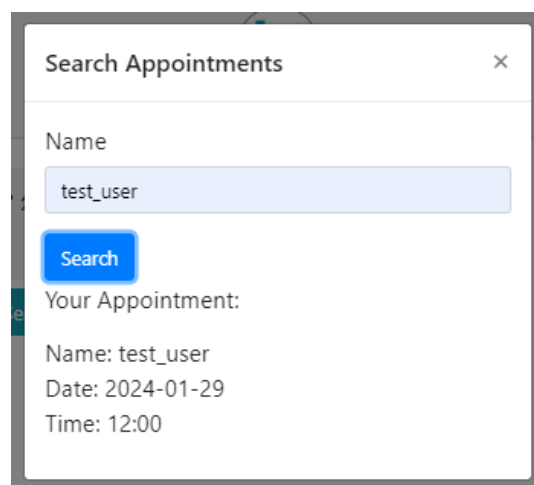 Search Appointments ×
Name
test_user
Search
Your Appointment:
Name: test_user
Date: 2024-01-29
Time: 12:00